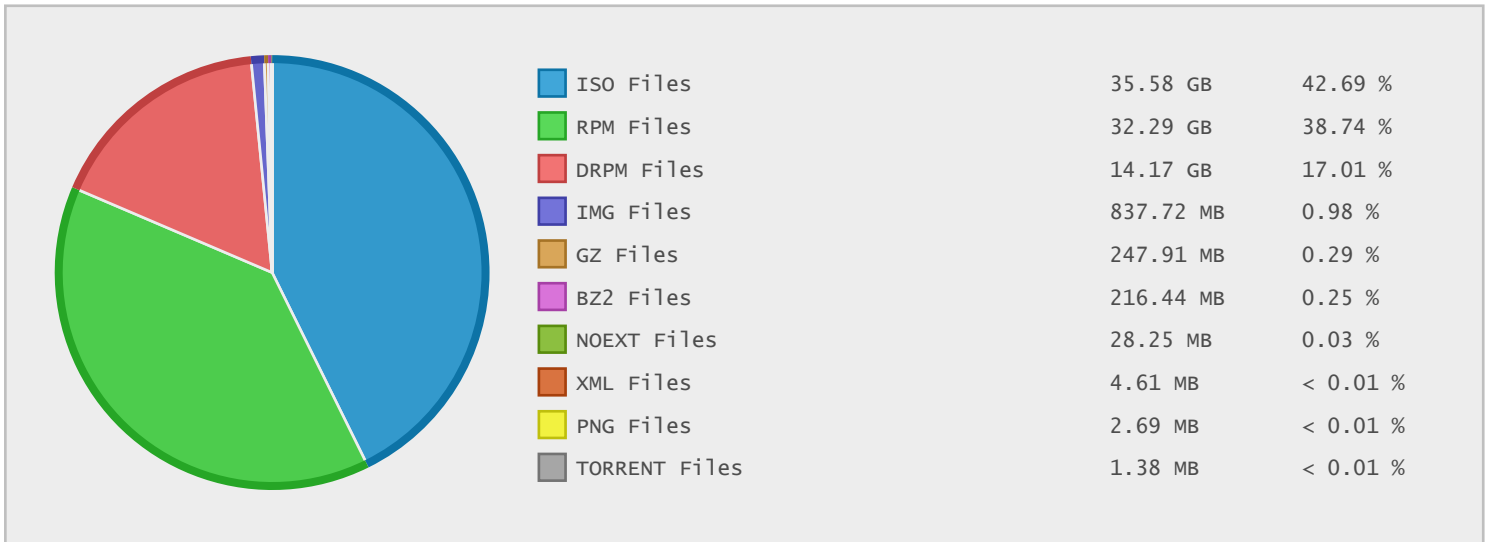 ISO Files 35.58 GB 42.69 %
RPM Files 32.29 GB 38.74 %
DRPM Files 14.17 GB 17.01 %
IMG Files 837.72 MB 0.98 %
GZ Files 247.91 MB 0.29 %
BZ2 Files 216.44 MB 0.25 %
NOEXT Files 28.25 MB 0.03 %
XML Files 4.61 MB < 0.01 %
PNG Files 2.69 MB < 0.01 %
TORRENT Files 1.38 MB < 0.01 %